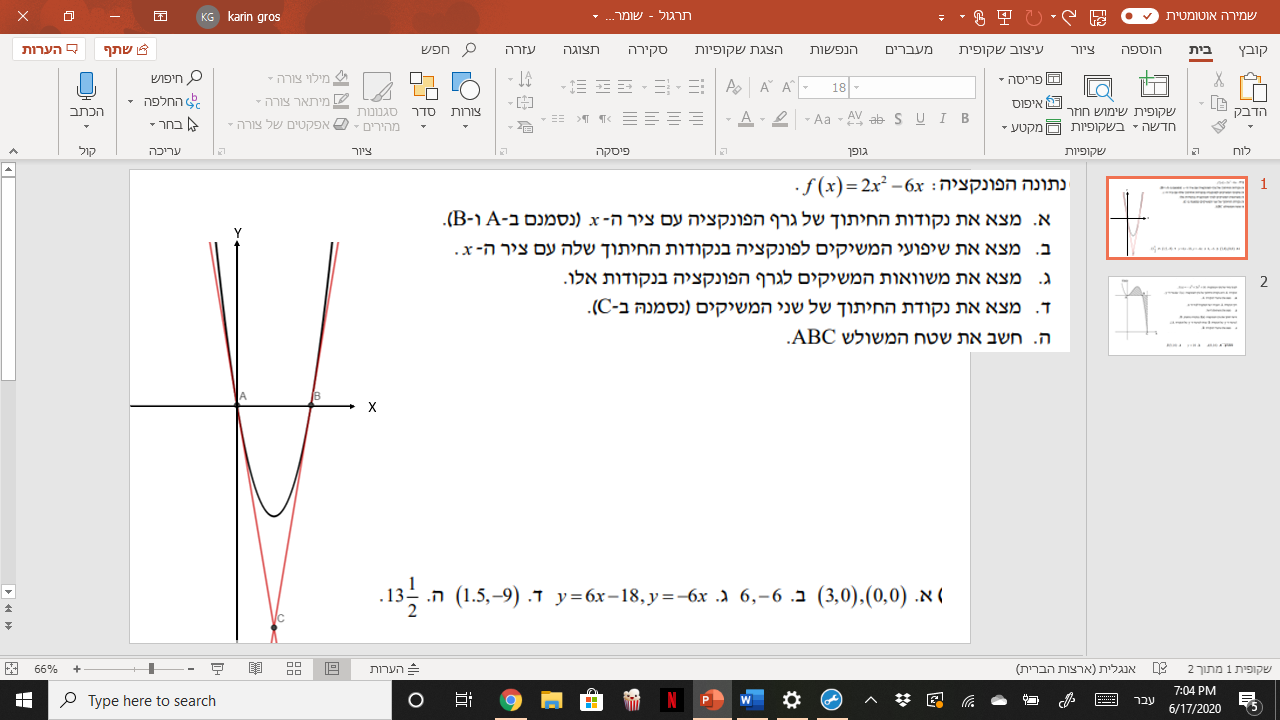 karin gros
תרגול - שומר...
שמירה אוטומטית
קובץ בית הוספה ציור עיצוב שקופית מעברים הנפשות הצגת שקופיות סקירה תצוגה עזרה חפש
שתף
הערות
הדבק
שקופית חדשה
שימוש חוזר בשקופיות
פריסה
איפוס
מקטע
18
צורות
סדר
סגנונות מהירים
מילוי צורה
מיתאר צורה
אפקטים של צורה
חיפוש
החלפה
בחר
הכתב
לוח שקופיות גופן פיסקה ציור עריכה קול
נתונה הפונקציה: f(x) = 2x² − 6x .
א. מצא את נקודות החיתוך של גרף הפונקציה עם ציר ה- x (נסמנם ב-A ו-B).
ב. מצא את שיפועי המשיקים לפונקציה בנקודות החיתוך שלה עם ציר ה- x .
ג. מצא את משוואות המשיקים לגרף הפונקציה בנקודות אלו.
ד. מצא את נקודת החיתוך של שני המשיקים (נסמנה ב-C).
ה. חשב את שטח המשולש ABC.
Y
A
B
X
C
א. (3,0),(0,0) ב. 6,−6 ג. y = 6x−18, y = −6x ד. (1.5,−9) ה. 13 1/2.
1
2
שקופית 1 מתוך 2
אנגלית (ארצות הברית)
הערות
66%
Type here to search
עבר
7:04 PM
6/17/2020
5